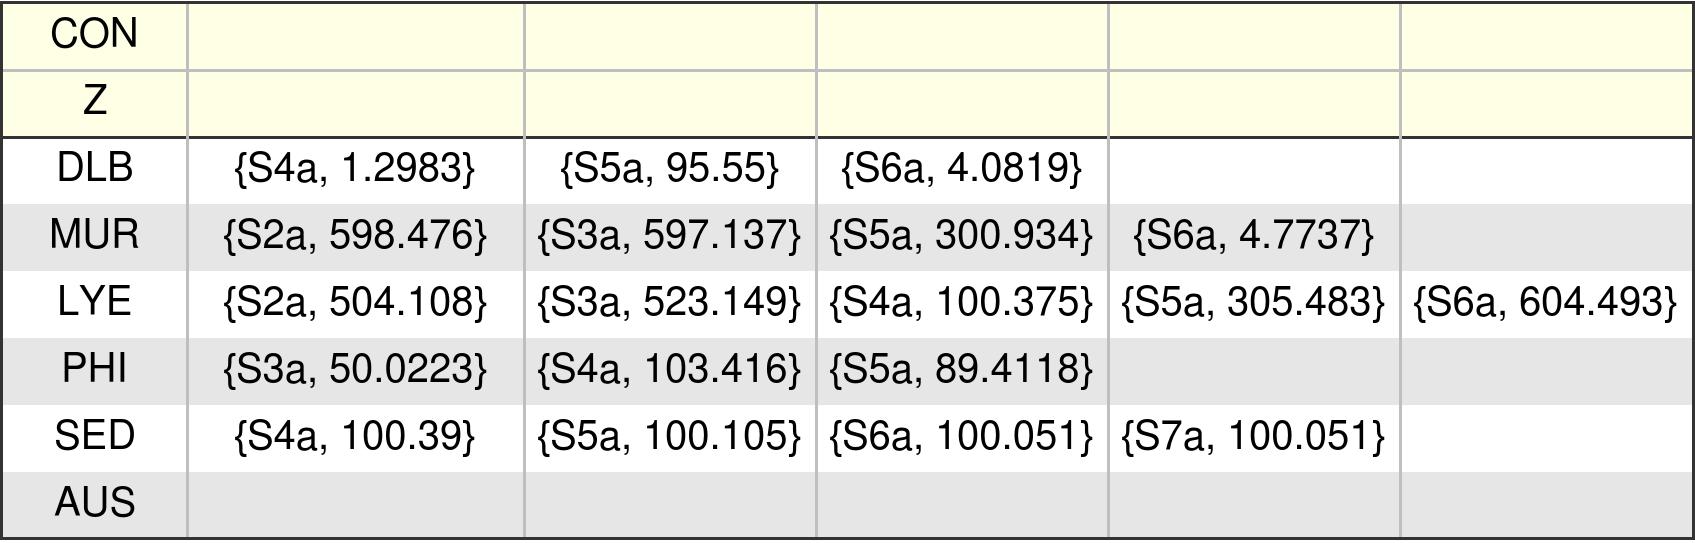 CON
Z
DLB {S4a, 1.2983} {S5a, 95.55} {S6a, 4.0819}
MUR {S2a, 598.476} {S3a, 597.137} {S5a, 300.934} {S6a, 4.7737}
LYE {S2a, 504.108} {S3a, 523.149} {S4a, 100.375} {S5a, 305.483} {S6a, 604.493}
PHI {S3a, 50.0223} {S4a, 103.416} {S5a, 89.4118}
SED {S4a, 100.39} {S5a, 100.105} {S6a, 100.051} {S7a, 100.051}
AUS